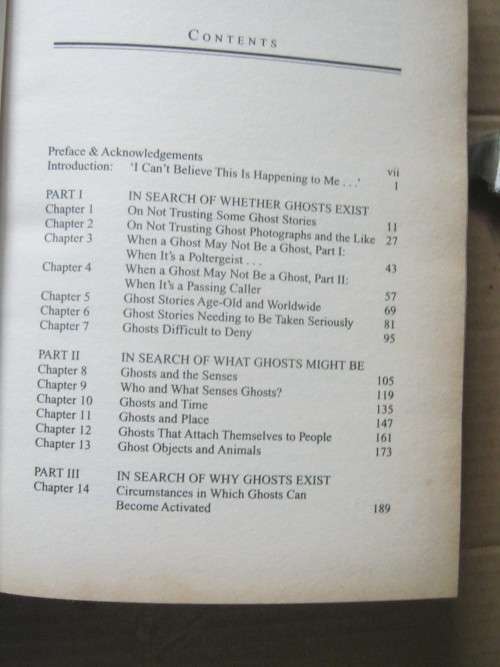 CONTENTS
Preface & Acknowledgements vii
Introduction: 'I Can't Believe This Is Happening to Me . . .' 1
PART I IN SEARCH OF WHETHER GHOSTS EXIST
Chapter 1 On Not Trusting Some Ghost Stories 11
Chapter 2 On Not Trusting Ghost Photographs and the Like 27
Chapter 3 When a Ghost May Not Be a Ghost, Part I:
When It's a Poltergeist . . . 43
Chapter 4 When a Ghost May Not Be a Ghost, Part II:
When It's a Passing Caller 57
Chapter 5 Ghost Stories Age-Old and Worldwide 69
Chapter 6 Ghost Stories Needing to Be Taken Seriously 81
Chapter 7 Ghosts Difficult to Deny 95
PART II IN SEARCH OF WHAT GHOSTS MIGHT BE
Chapter 8 Ghosts and the Senses 105
Chapter 9 Who and What Senses Ghosts? 119
Chapter 10 Ghosts and Time 135
Chapter 11 Ghosts and Place 147
Chapter 12 Ghosts That Attach Themselves to People 161
Chapter 13 Ghost Objects and Animals 173
PART III IN SEARCH OF WHY GHOSTS EXIST
Chapter 14 Circumstances in Which Ghosts Can
Become Activated 189